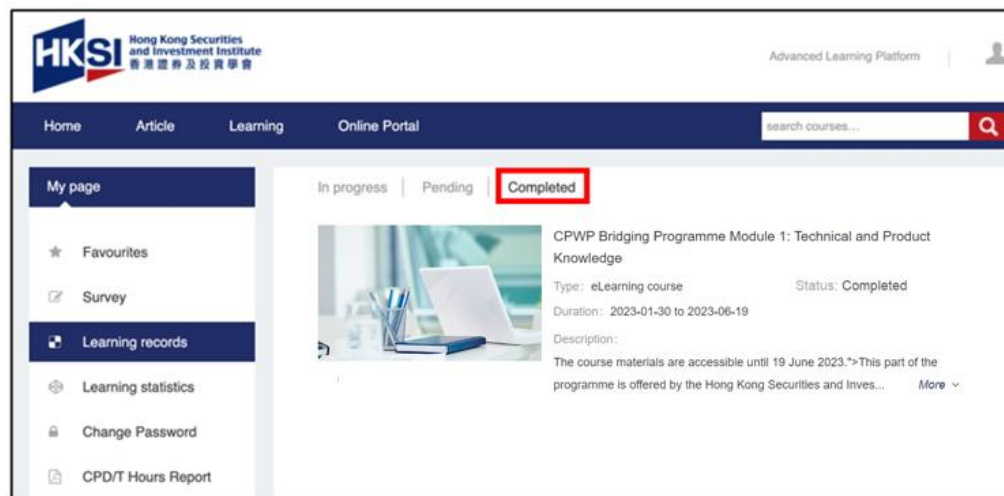 HKSI
Hong Kong Securities
and Investment Institute
香港證券及投資學會
Advanced Learning Platform
Home Article Learning Online Portal
search courses...
My page
In progress Pending Completed
Favourites
Survey
Learning records
Learning statistics
Change Password
CPD/T Hours Report
CPWP Bridging Programme Module 1: Technical and Product
Knowledge
Type: eLearning course Status: Completed
Duration: 2023-01-30 to 2023-06-19
Description:
The course materials are accessible until 19 June 2023.">This part of the
programme is offered by the Hong Kong Securities and Inves... More